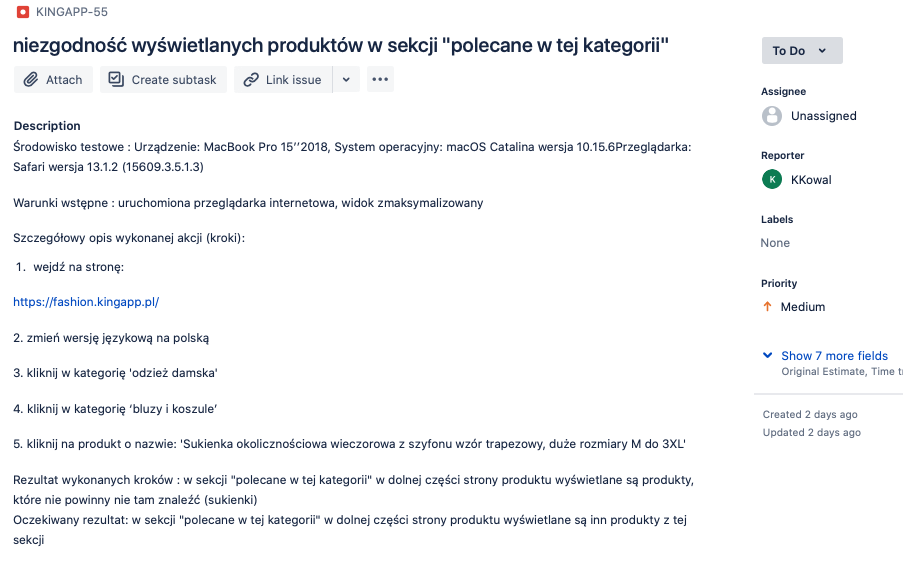 KINGAPP-55
niezgodność wyświetlanych produktów w sekcji "polecane w tej kategorii"
Attach
Create subtask
Link issue
Description
Środowisko testowe : Urządzenie: MacBook Pro 15’’2018, System operacyjny: macOS Catalina wersja 10.15.6Przeglądarka:
Safari wersja 13.1.2 (15609.3.5.1.3)
Warunki wstępne : uruchomiona przeglądarka internetowa, widok zmaksymalizowany
Szczegółowy opis wykonanej akcji (kroki):
1. wejdź na stronę:
https://fashion.kingapp.pl/
2. zmień wersję językową na polską
3. kliknij w kategorię 'odzież damska'
4. kliknij w kategorię ‘bluzy i koszule’
5. kliknij na produkt o nazwie: 'Sukienka okolicznościowa wieczorowa z szyfonu wzór trapezowy, duże rozmiary M do 3XL'
Rezultat wykonanych kroków : w sekcji "polecane w tej kategorii" w dolnej części strony produktu wyświetlane są produkty,
które nie powinny nie tam znaleźć (sukienki)
Oczekiwany rezultat: w sekcji "polecane w tej kategorii" w dolnej części strony produktu wyświetlane są inn produkty z tej
sekcji
To Do
Assignee
Unassigned
Reporter
K KKowal
Labels
None
Priority
Medium
Show 7 more fields
Original Estimate, Time tr
Created 2 days ago
Updated 2 days ago